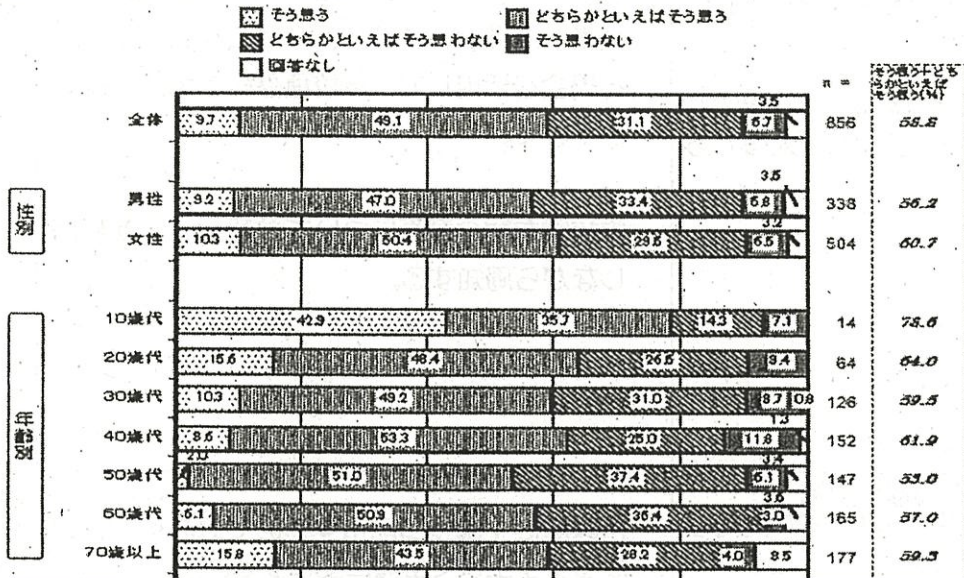 そう思う
どちらかといえばそう思う
どちらかといえばそう思わない
そう思わない
回答なし
n =
そう思う+どち
らかといえば
そう思う(%)
全体 9.7 49.1 31.1 6.7 3.5 856 58.8
性別
男性 9.2 47.0 33.4 6.8 3.5 338 56.2
女性 10.3 50.4 29.6 6.5 3.2 504 60.7
年齢別
10歳代 42.9 35.7 14.3 7.1 14 78.6
20歳代 15.6 48.4 26.6 9.4 64 64.0
30歳代 10.3 49.2 31.0 8.7 0.8 126 59.5
40歳代 8.6 53.3 25.0 11.8 1.3 152 61.9
50歳代 2.0 51.0 37.4 6.1 3.4 147 53.0
60歳代 6.1 50.9 36.4 3.0 3.6 165 57.0
70歳以上 15.8 43.5 28.2 4.0 8.5 177 59.3